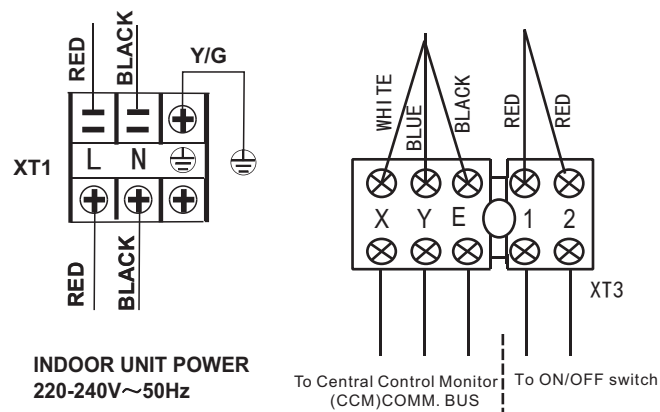 RED
BLACK
Y/G
XT1
L N
RED
BLACK
INDOOR UNIT POWER
220-240V～50Hz
WHITE
BLUE
BLACK
RED
RED
X Y E 1 2
XT3
To Central Control Monitor
(CCM)COMM. BUS
To ON/OFF switch